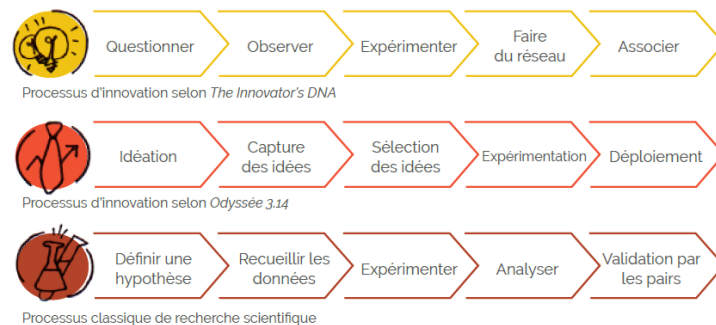 Questionner
Observer
Expérimenter
Faire
du réseau
Associer
Processus d'innovation selon The Innovator's DNA
Idéation
Capture
des idées
Sélection
des idées
Expérimentation
Déploiement
Processus d'innovation selon Odyssée 3.14
Définir une
hypothèse
Recueillir les
données
Expérimenter
Analyser
Validation par
les pairs
Processus classique de recherche scientifique